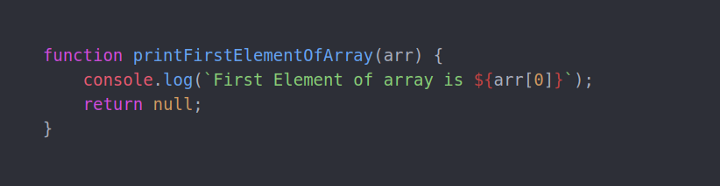 function printFirstElementOfArray(arr) {
    console.log(`First Element of array is ${arr[0]}`);
    return null;
}